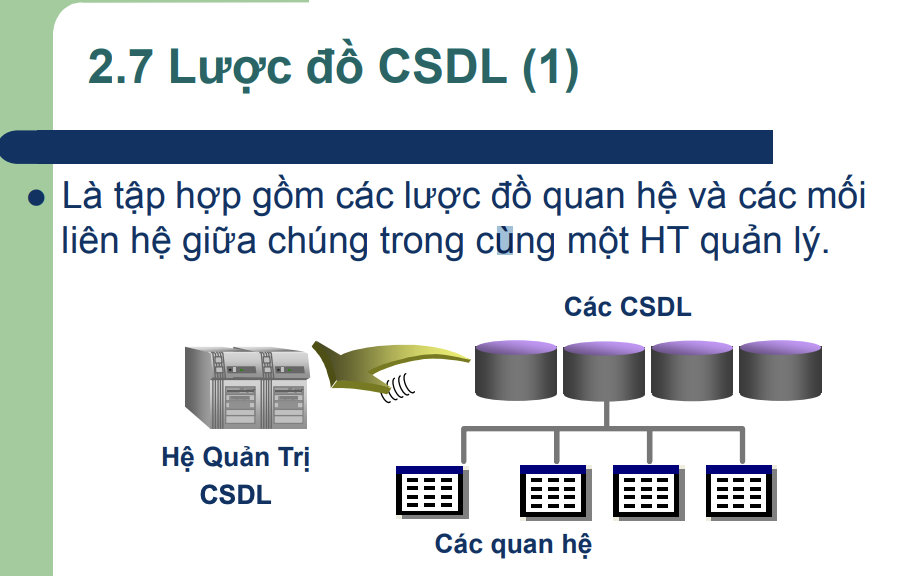 2.7 Lược đồ CSDL (1)
Là tập hợp gồm các lược đồ quan hệ và các mối
liên hệ giữa chúng trong cùng một HT quản lý.
Các CSDL
Hệ Quản Trị
CSDL
Các quan hệ